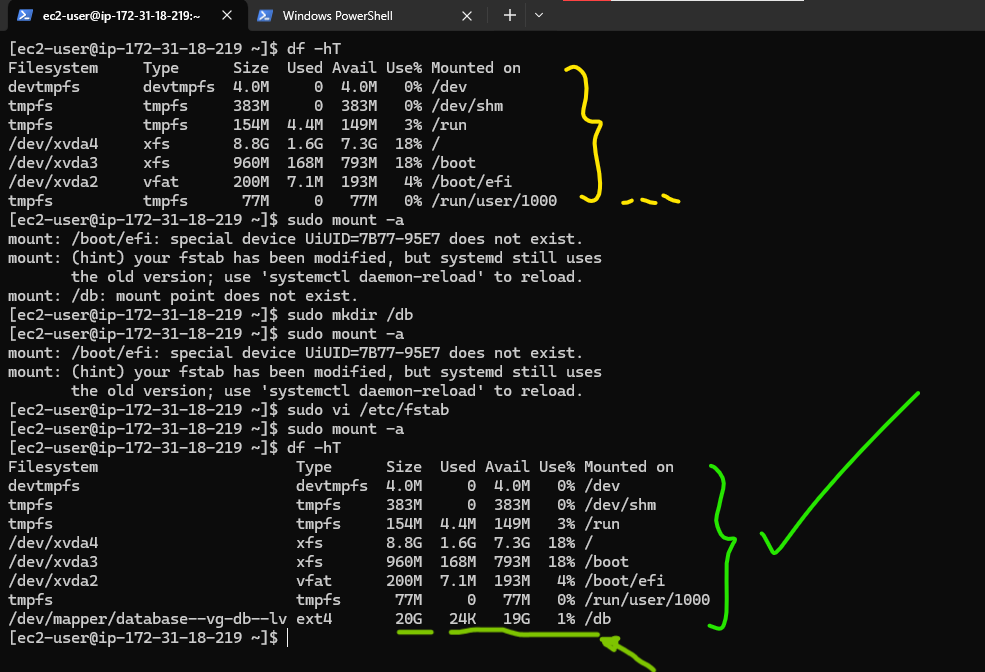 ec2-user@ip-172-31-18-219:~
Windows PowerShell
[ec2-user@ip-172-31-18-219 ~]$ df -hT
Filesystem     Type      Size  Used Avail Use% Mounted on
devtmpfs       devtmpfs  4.0M     0  4.0M   0% /dev
tmpfs          tmpfs     383M     0  383M   0% /dev/shm
tmpfs          tmpfs     154M  4.4M  149M   3% /run
/dev/xvda4     xfs       8.8G  1.6G  7.3G  18% /
/dev/xvda3     xfs       960M  168M  793M  18% /boot
/dev/xvda2     vfat      200M  7.1M  193M   4% /boot/efi
tmpfs          tmpfs      77M     0   77M   0% /run/user/1000
[ec2-user@ip-172-31-18-219 ~]$ sudo mount -a
mount: /boot/efi: special device UiUID=7B77-95E7 does not exist.
mount: (hint) your fstab has been modified, but systemd still uses
       the old version; use 'systemctl daemon-reload' to reload.
mount: /db: mount point does not exist.
[ec2-user@ip-172-31-18-219 ~]$ sudo mkdir /db
[ec2-user@ip-172-31-18-219 ~]$ sudo mount -a
mount: /boot/efi: special device UiUID=7B77-95E7 does not exist.
mount: (hint) your fstab has been modified, but systemd still uses
       the old version; use 'systemctl daemon-reload' to reload.
[ec2-user@ip-172-31-18-219 ~]$ sudo vi /etc/fstab
[ec2-user@ip-172-31-18-219 ~]$ sudo mount -a
[ec2-user@ip-172-31-18-219 ~]$ df -hT
Filesystem                      Type      Size  Used Avail Use% Mounted on
devtmpfs                        devtmpfs  4.0M     0  4.0M   0% /dev
tmpfs                           tmpfs     383M     0  383M   0% /dev/shm
tmpfs                           tmpfs     154M  4.4M  149M   3% /run
/dev/xvda4                      xfs       8.8G  1.6G  7.3G  18% /
/dev/xvda3                      xfs       960M  168M  793M  18% /boot
/dev/xvda2                      vfat      200M  7.1M  193M   4% /boot/efi
tmpfs                           tmpfs      77M     0   77M   0% /run/user/1000
/dev/mapper/database--vg-db--lv ext4       20G   24K   19G   1% /db
[ec2-user@ip-172-31-18-219 ~]$